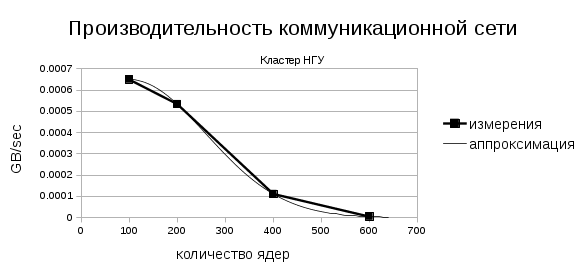 Производительность коммуникационной сети
Кластер НГУ
0.0007
0.0006
0.0005
0.0004
0.0003
0.0002
0.0001
0
GB/sec
0 100 200 300 400 500 600 700
количество ядер
измерения
аппроксимация